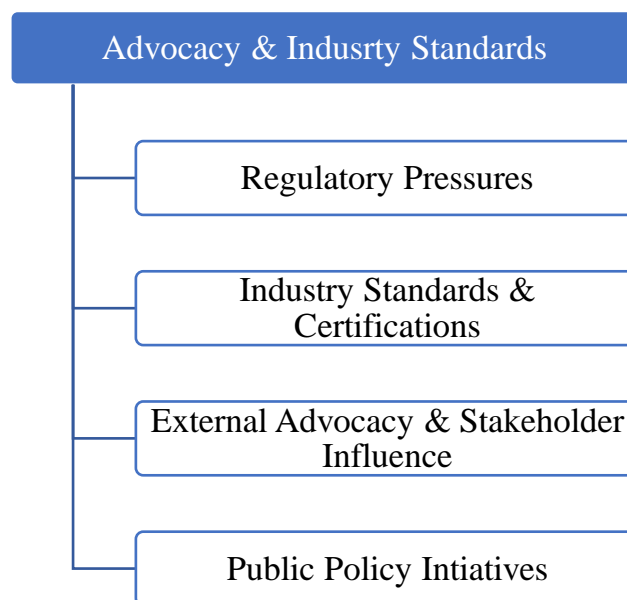 Advocacy & Indusrty Standards
Regulatory Pressures
Industry Standards &
Certifications
External Advocacy & Stakeholder
Influence
Public Policy Intiatives